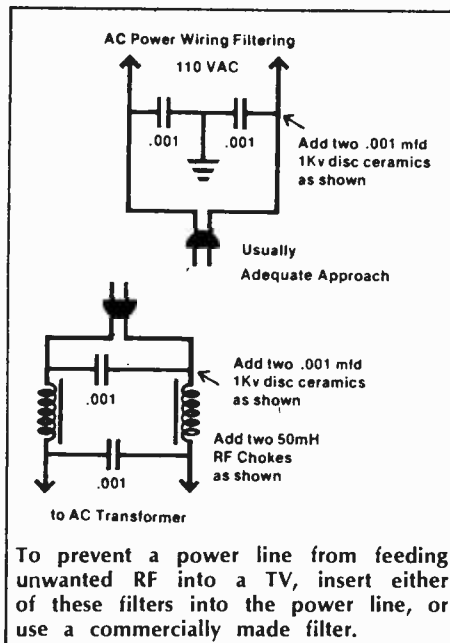 AC Power Wiring Filtering
110 VAC
.001 .001
Add two .001 mfd
1Kv disc ceramics
as shown
Usually
Adequate Approach
.001
Add two .001 mfd
1Kv disc ceramics
as shown
Add two 50mH
RF Chokes
as shown
.001
to AC Transformer
To prevent a power line from feeding
unwanted RF into a TV, insert either
of these filters into the power line, or
use a commercially made filter.